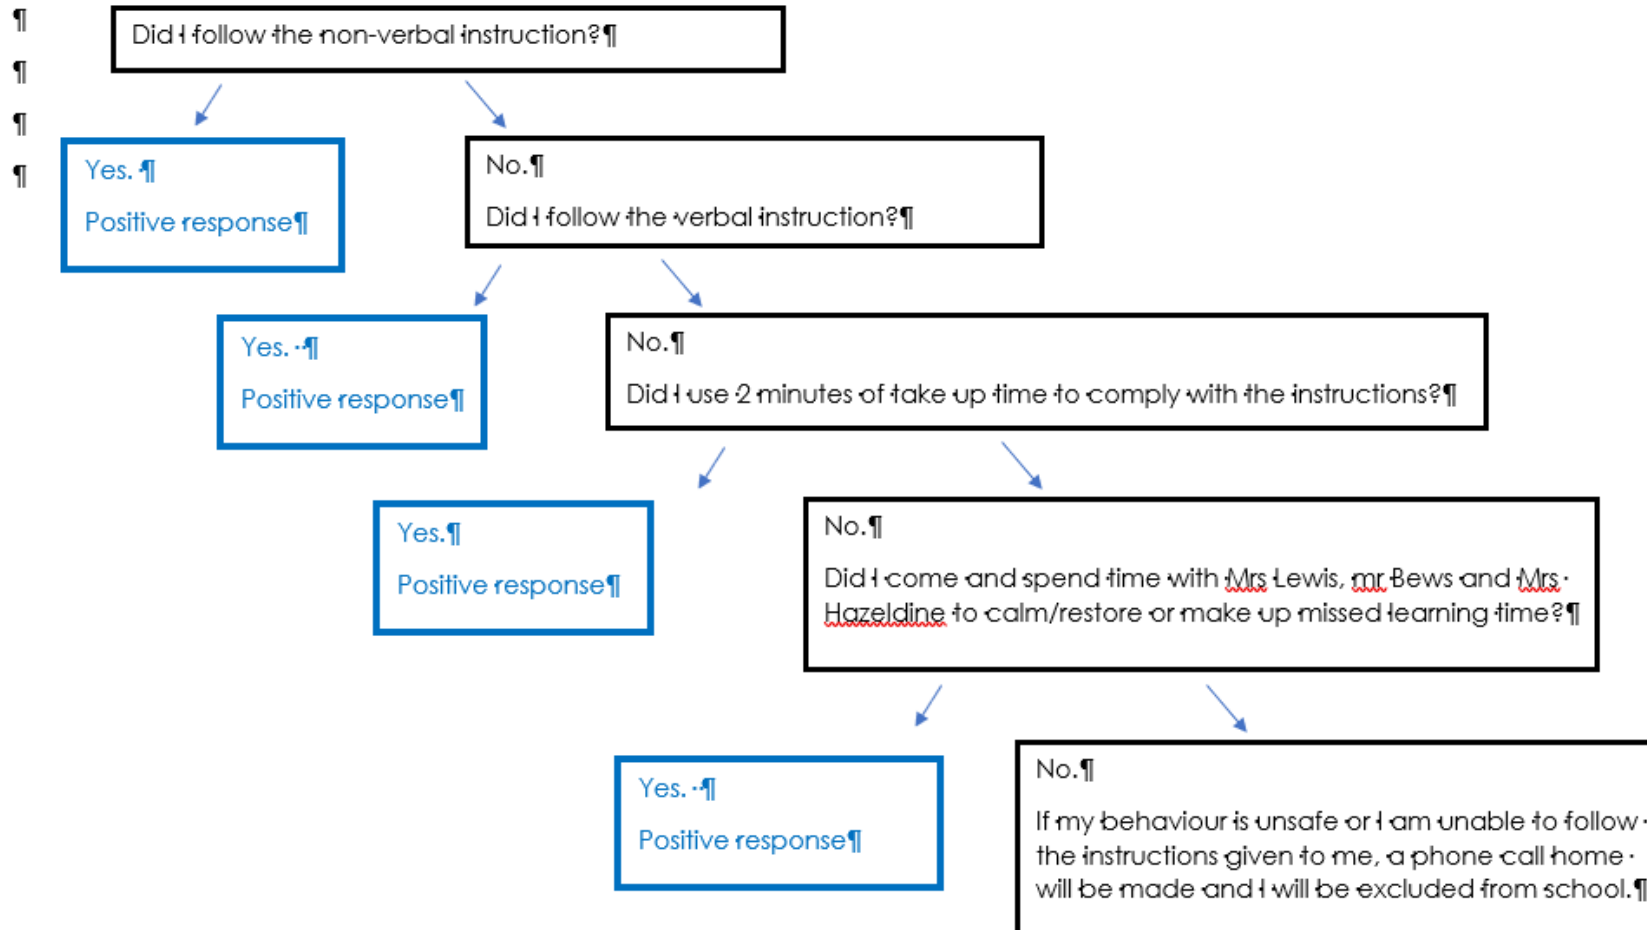 Did I follow the non-verbal instruction?¶
¶
¶
¶
¶
Yes. ¶
Positive response¶
No.¶
Did I follow the verbal instruction?¶
Yes. ¶
Positive response¶
No.¶
Did I use 2 minutes of take up time to comply with the instructions?¶
Yes.¶
Positive response¶
No.¶
Did I come and spend time with Mrs Lewis, mr Bews and Mrs
Hazeldine to calm/restore or make up missed learning time?¶
Yes. ¶
Positive response¶
No.¶
If my behaviour is unsafe or I am unable to follow
the instructions given to me, a phone call home
will be made and I will be excluded from school.¶